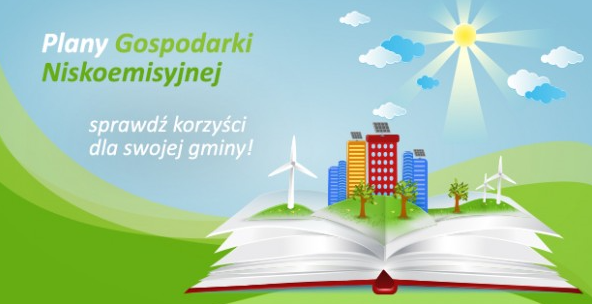 Plany Gospodarki
Niskoemisyjnej
sprawdź korzyści
dla swojej gminy!